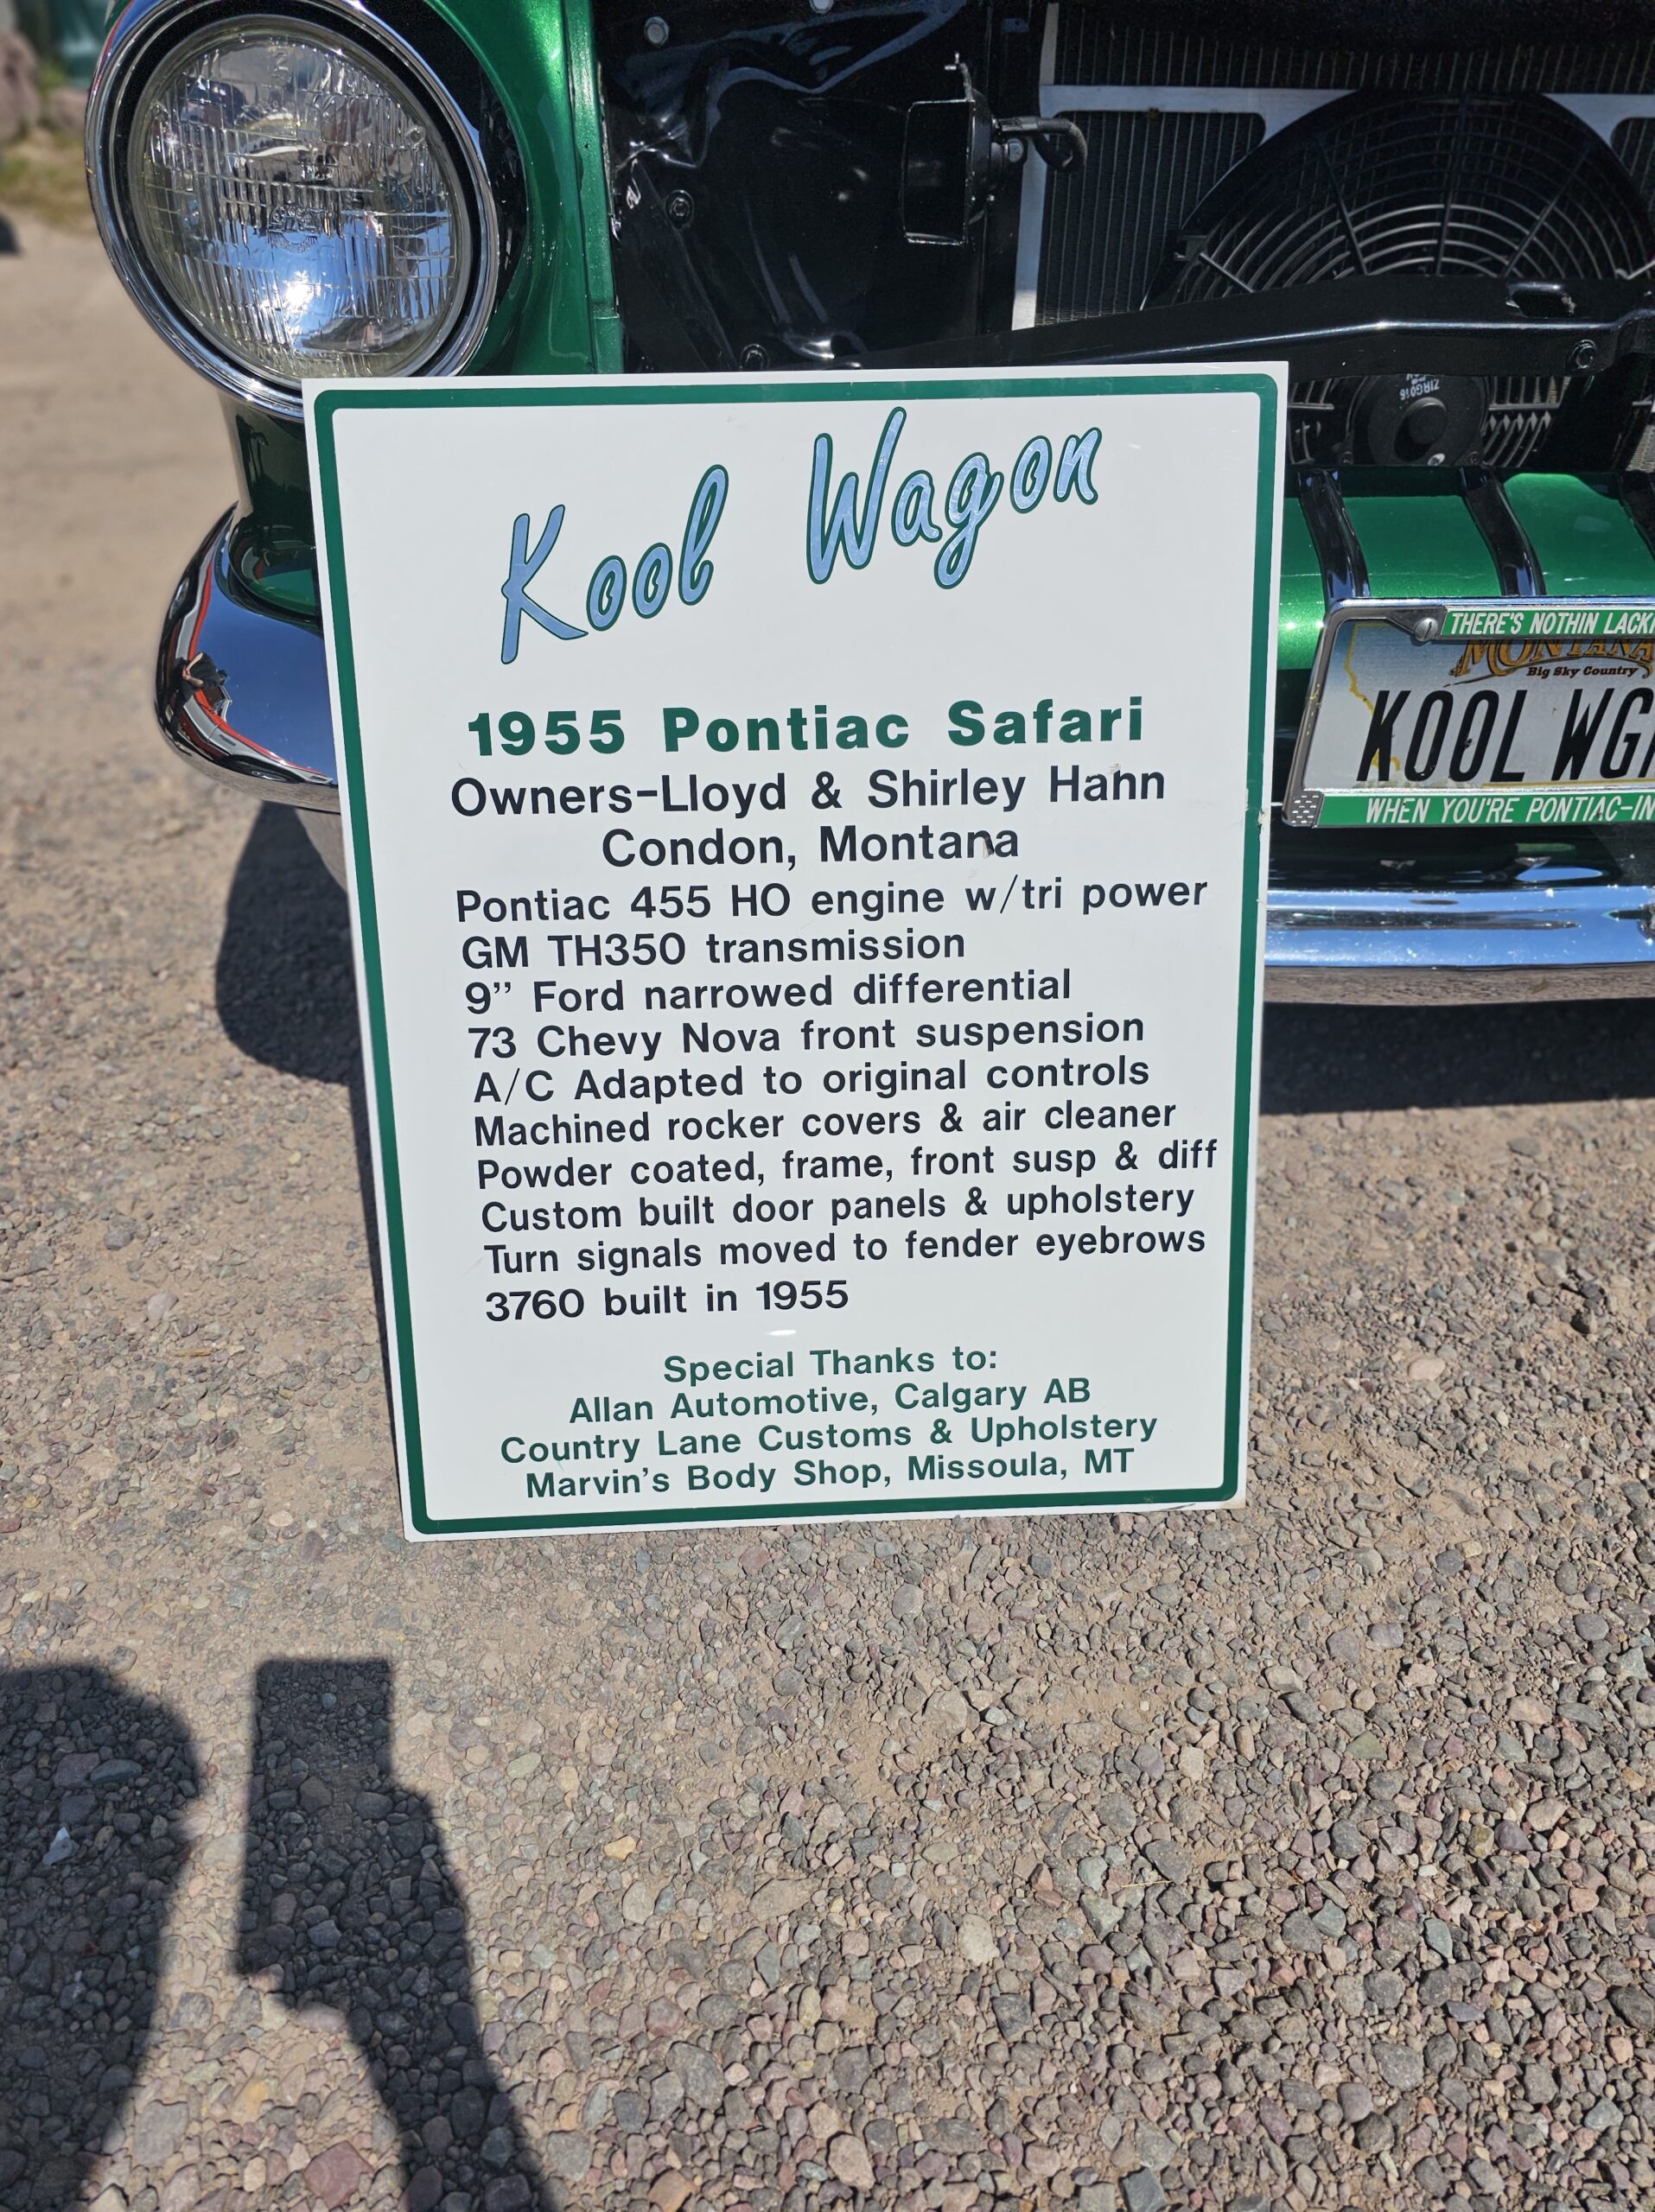 Kool Wagon
1955 Pontiac Safari
Owners-Lloyd & Shirley Hahn
Condon, Montana
Pontiac 455 HO engine w/tri power
GM TH350 transmission
9" Ford narrowed differential
73 Chevy Nova front suspension
A/C Adapted to original controls
Machined rocker covers & air cleaner
Powder coated, frame, front susp & diff
Custom built door panels & upholstery
Turn signals moved to fender eyebrows
3760 built in 1955
Special Thanks to:
Allan Automotive, Calgary AB
Country Lane Customs & Upholstery
Marvin's Body Shop, Missoula, MT
THERE'S NOTHIN
MONTANA
Big Sky Country
KOOL
WHEN YOU'RE